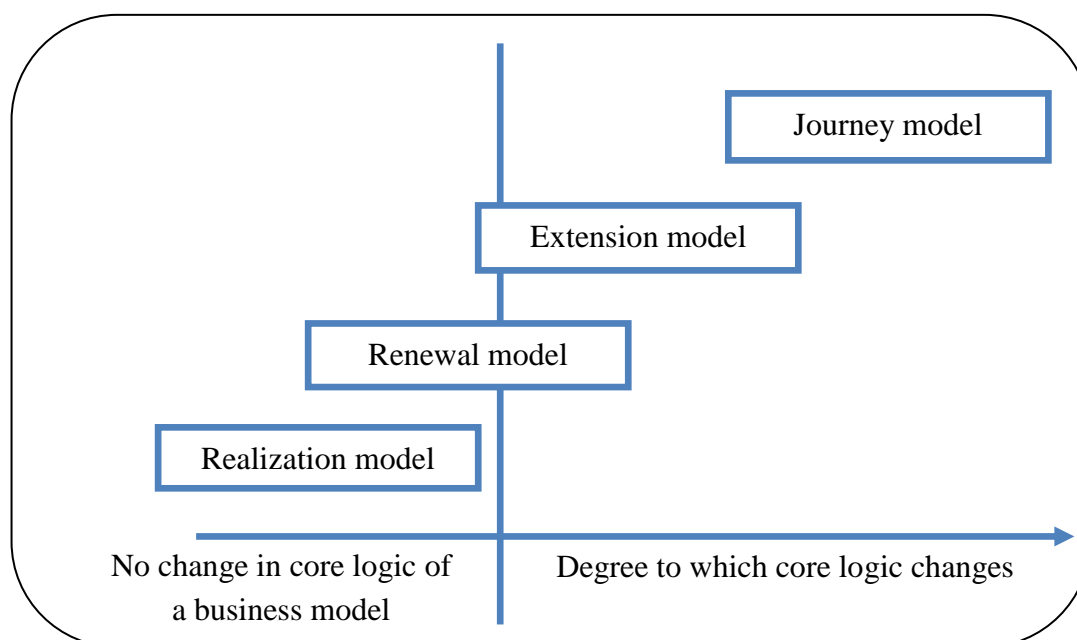 Journey model
Extension model
Renewal model
Realization model
No change in core logic of
a business model
Degree to which core logic changes